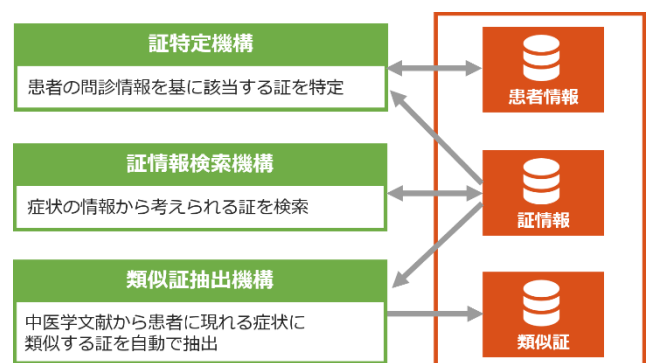 証特定機構
患者の問診情報を基に該当する証を特定
患者情報
証情報検索機構
症状の情報から考えられる証を検索
証情報
類似証抽出機構
中医学文献から患者に現れる症状に
類似する証を自動で抽出
類似証